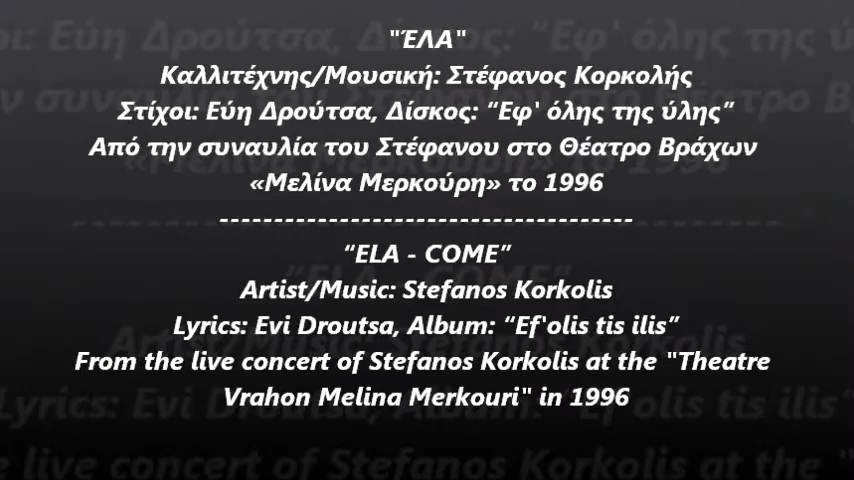 "ΈΛΑ"
Καλλιτέχνης/Μουσική: Στέφανος Κορκολής
Στίχοι: Εύη Δρούτσα, Δίσκος: “Εφ' όλης της ύλης”
Από την συναυλία του Στέφανου στο Θέατρο Βράχων
«Μελίνα Μερκούρη» το 1996
--------------------------------------
“ELA - COME”
Artist/Music: Stefanos Korkolis
Lyrics: Evi Droutsa, Album: “Ef'olis tis ilis”
From the live concert of Stefanos Korkolis at the "Theatre
Vrahon Melina Merkouri" in 1996